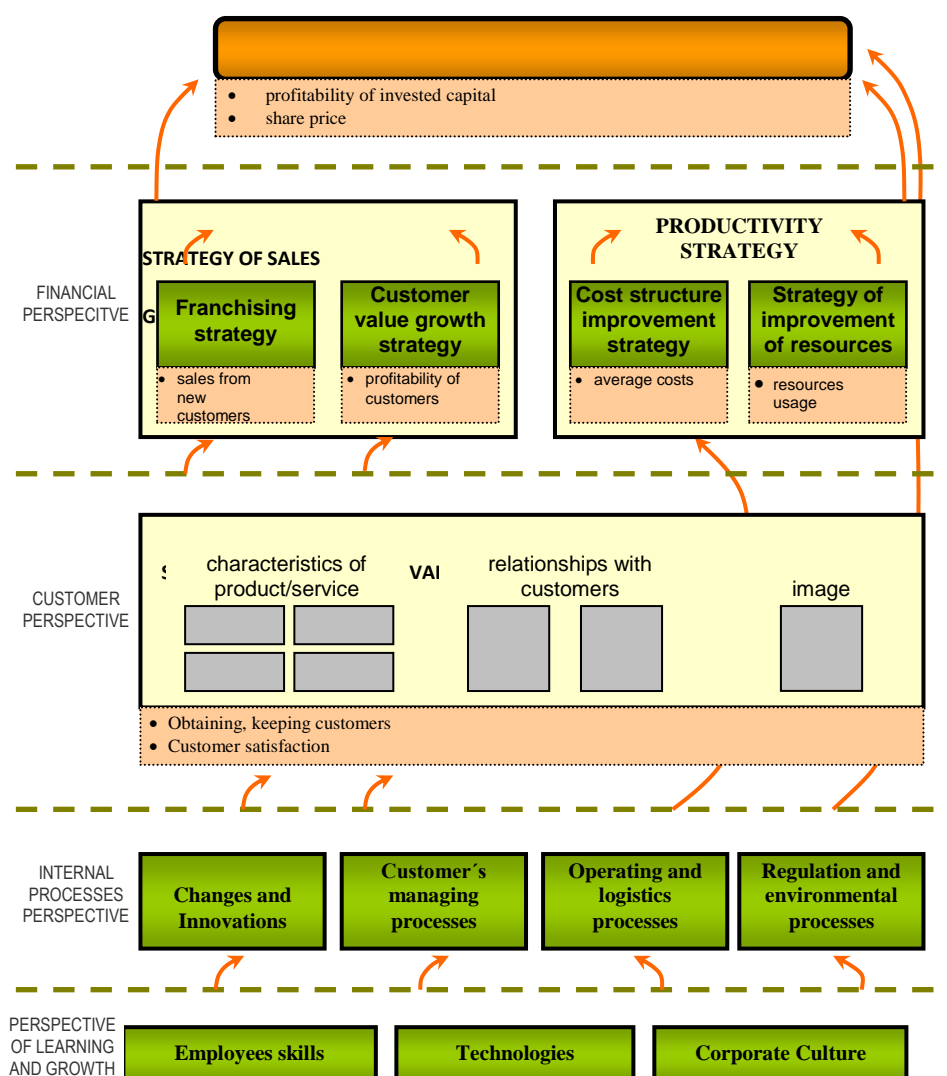 • profitability of invested capital
• share price
FINANCIAL
PERSPECITVE
STRATEGY OF SALES
G
Franchising
strategy
• sales from
new
customers
Customer
value growth
strategy
• profitability of
customers
PRODUCTIVITY
STRATEGY
Cost structure
improvement
strategy
• average costs
Strategy of
improvement
of resources
• resources
usage
CUSTOMER
PERSPECTIVE
characteristics of
product/service
relationships with
customers
image
• Obtaining, keeping customers
• Customer satisfaction
INTERNAL
PROCESSES
PERSPECTIVE
Changes and
Innovations
Customer´s
managing
processes
Operating and
logistics
processes
Regulation and
environmental
processes
PERSPECTIVE
OF LEARNING
AND GROWTH
Employees skills
Technologies
Corporate Culture